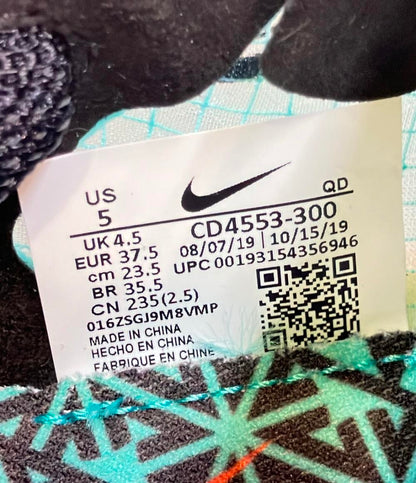 US
5
QD
UK 4.5
CD4553-300
EUR 37.5
08/07/19 | 10/15/19
cm 23.5
UPC 00193154356946
BR 35.5
CN 235(2.5)
016ZSGJ9M8VMP
MADE IN CHINA
HECHO EN CHINA
FABRIQUE EN CHINE